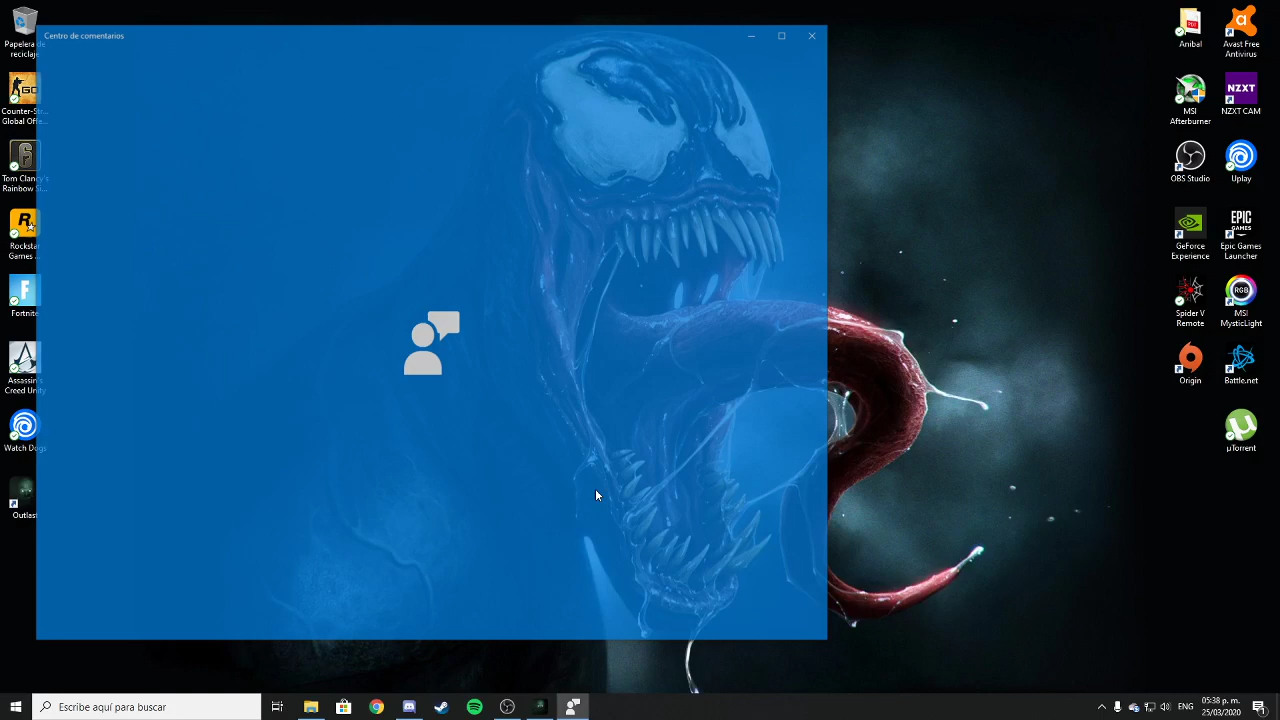 Centro de comentarios
Papelera de
reciclaje
Counter-Str...
Global Offe...
Tom Clancy's
Rainbow Si...
Rockstar
Games ...
Fortnite
Assassin's
Creed Unity
Watch Dogs
Outlast
Anibal
Avast Free
Antivirus
MSI
Afterburner
NZXT
NZXT CAM
OBS Studio
Uplay
GeForce
Experience
EPIC
GAMES
Epic Games
Launcher
Spider V
Remote
RGB
MSI
MysticLight
Origin
Battle.net
µTorrent
Escribe aquí para buscar
ENG
05:38 p. m.
25/03/2020